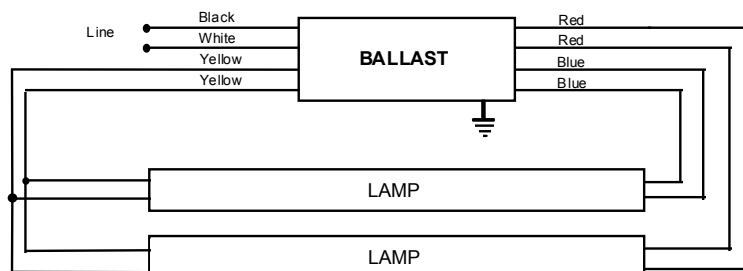 Black
Red
Line
White
Red
Yellow
BALLAST
Blue
Yellow
Blue
LAMP
LAMP